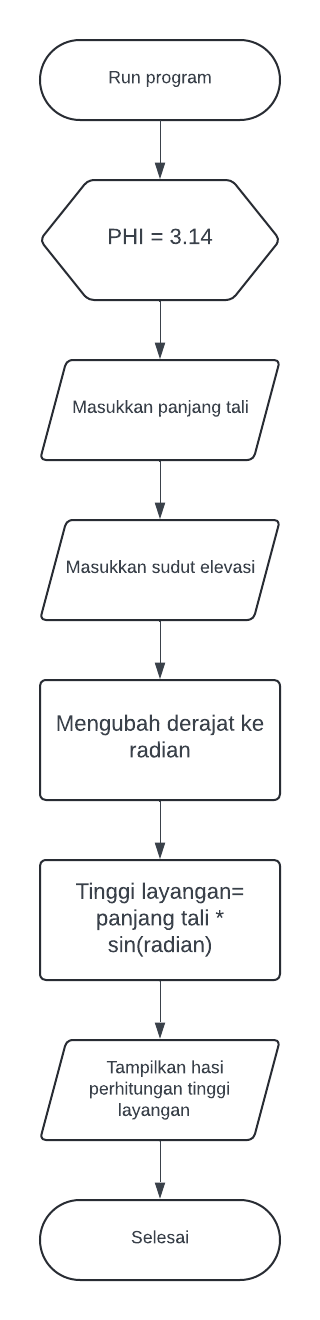 Run program
PHI = 3.14
Masukkan panjang tali
Masukkan sudut elevasi
Mengubah derajat ke
radian
Tinggi layangan=
panjang tali *
sin(radian)
Tampilkan hasi
perhitungan tinggi
layangan
Selesai